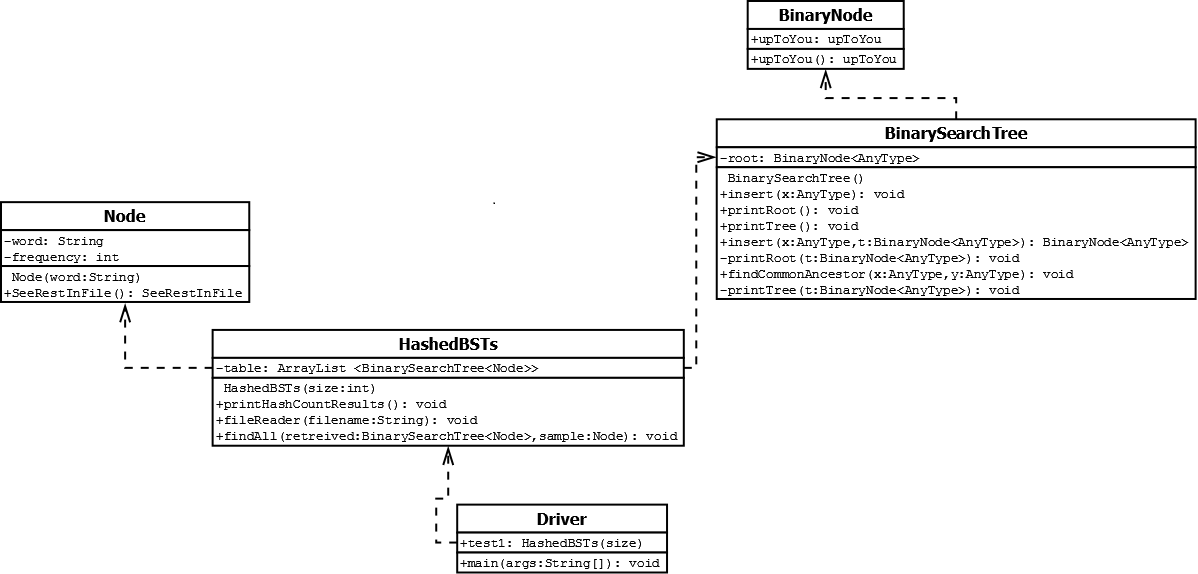 BinaryNode
+upToYou: upToYou
+upToYou(): upToYou
BinarySearchTree
-root: BinaryNode<AnyType>
BinarySearchTree()
+insert(x:AnyType): void
+printRoot(): void
+printTree(): void
+insert(x:AnyType,t:BinaryNode<AnyType>): BinaryNode<AnyType>
-printRoot(t:BinaryNode<AnyType>): void
+findCommonAncestor(x:AnyType,y:AnyType): void
-printTree(t:BinaryNode<AnyType>): void
Node
-word: String
-frequency: int
Node(word:String)
+SeeRestInFile(): SeeRestInFile
HashedBSTs
-table: ArrayList <BinarySearchTree<Node>>
HashedBSTs(size:int)
+printHashCountResults(): void
+fileReader(filename:String): void
+findAll(retreived:BinarySearchTree<Node>,sample:Node): void
Driver
+test1: HashedBSTs(size)
+main(args:String[]): void